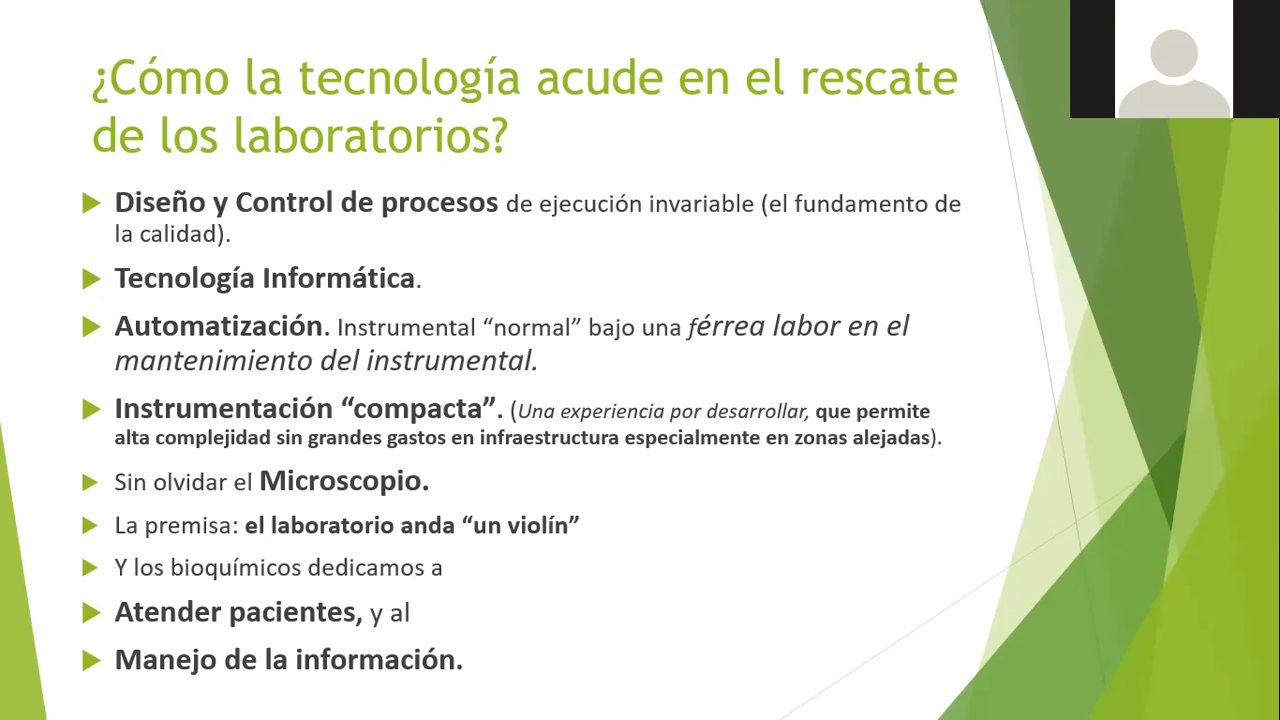 ¿Cómo la tecnología acude en el rescate
de los laboratorios?
Diseño y Control de procesos de ejecución invariable (el fundamento de
la calidad).
Tecnología Informática.
Automatización. Instrumental “normal” bajo una férrea labor en el
mantenimiento del instrumental.
Instrumentación “compacta”. (Una experiencia por desarrollar, que permite
alta complejidad sin grandes gastos en infraestructura especialmente en zonas alejadas).
Sin olvidar el Microscopio.
La premisa: el laboratorio anda “un violín”
Y los bioquímicos dedicamos a
Atender pacientes, y al
Manejo de la información.